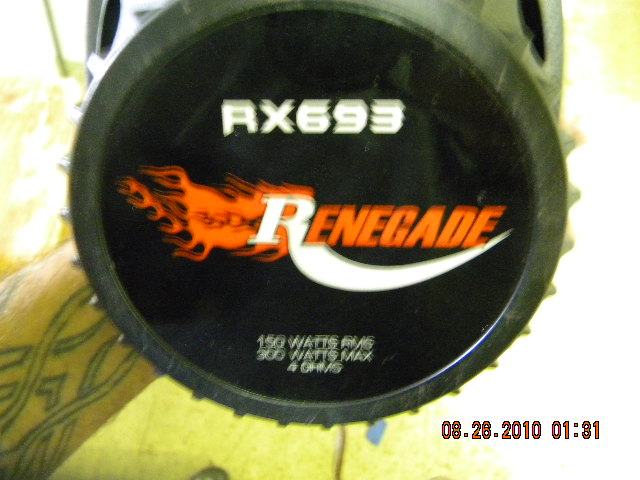 RX693
RENEGADE
150 WATTS RMS
300 WATTS MAX
4 OHMS
08.26.2010 01:31